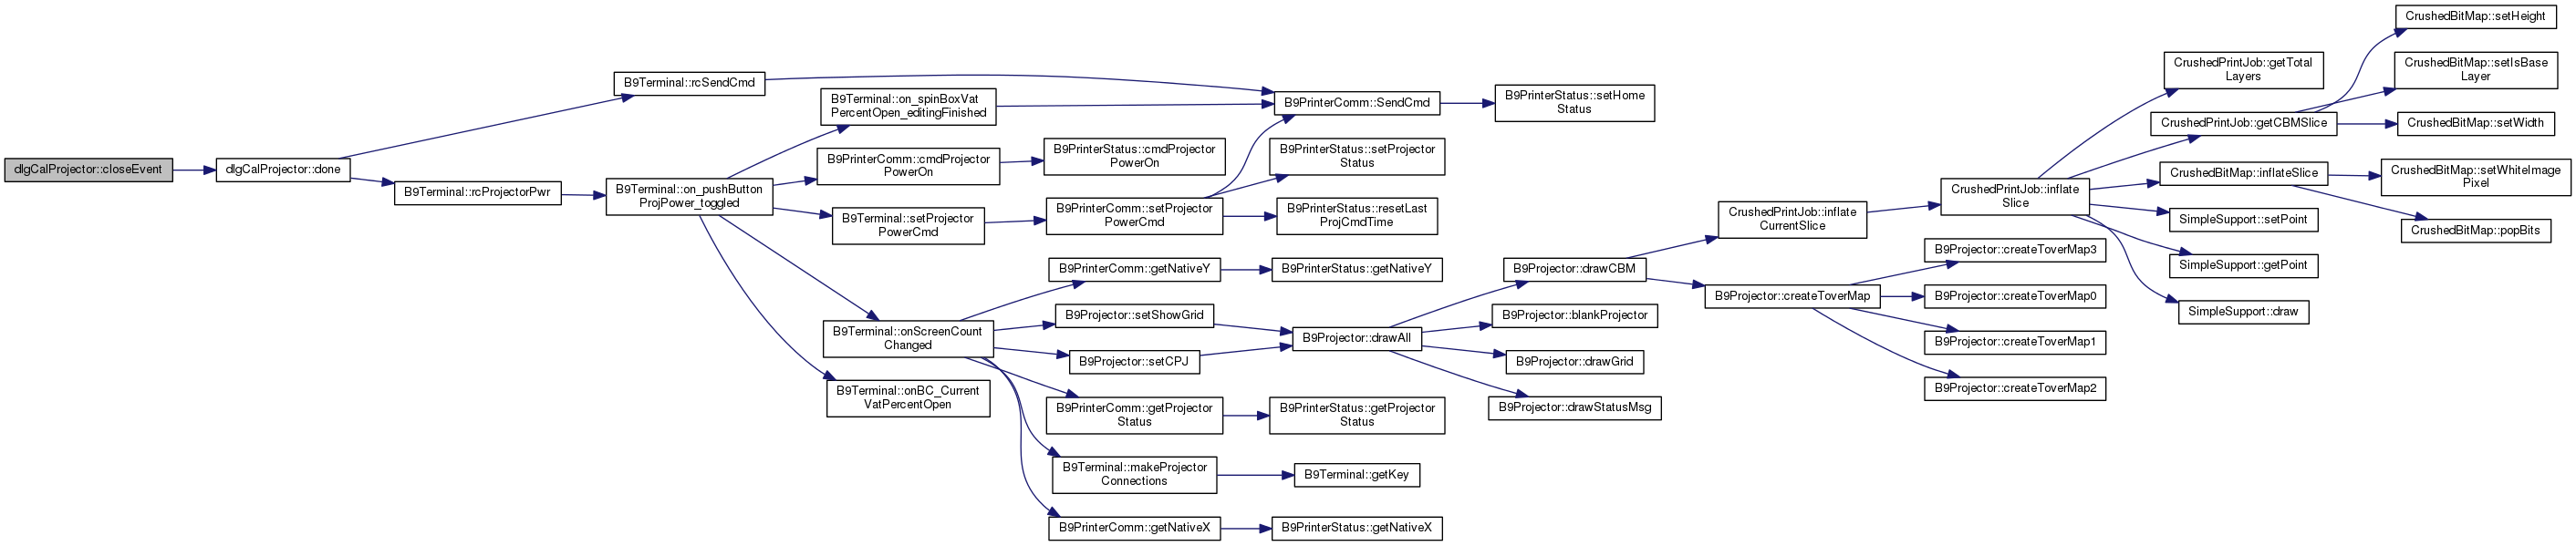 dlgCalProjector::closeEvent
dlgCalProjector::done
B9Terminal::rcSendCmd
B9Terminal::rcProjectorPwr
B9Terminal::on_pushButton
ProjPower_toggled
B9Terminal::on_spinBoxVat
PercentOpen_editingFinished
B9PrinterComm::cmdProjector
PowerOn
B9Terminal::setProjector
PowerCmd
B9Terminal::onScreenCount
Changed
B9Terminal::onBC_Current
VatPercentOpen
B9PrinterStatus::cmdProjector
PowerOn
B9PrinterComm::setProjector
PowerCmd
B9PrinterComm::getNativeY
B9Projector::setShowGrid
B9Projector::setCPJ
B9PrinterComm::getProjector
Status
B9Terminal::makeProjector
Connections
B9PrinterComm::getNativeX
B9PrinterComm::SendCmd
B9PrinterStatus::setProjector
Status
B9PrinterStatus::resetLast
ProjCmdTime
B9PrinterStatus::getNativeY
B9Projector::drawAll
B9PrinterStatus::getProjector
Status
B9Terminal::getKey
B9PrinterStatus::getNativeX
B9PrinterStatus::setHome
Status
B9Projector::drawCBM
B9Projector::blankProjector
B9Projector::drawGrid
B9Projector::drawStatusMsg
CrushedPrintJob::inflate
CurrentSlice
B9Projector::createToverMap
CrushedPrintJob::inflate
Slice
B9Projector::createToverMap3
B9Projector::createToverMap0
B9Projector::createToverMap1
B9Projector::createToverMap2
CrushedPrintJob::getTotal
Layers
CrushedPrintJob::getCBMSlice
CrushedBitMap::inflateSlice
SimpleSupport::setPoint
SimpleSupport::getPoint
SimpleSupport::draw
CrushedBitMap::setHeight
CrushedBitMap::setIsBase
Layer
CrushedBitMap::setWidth
CrushedBitMap::setWhiteImage
Pixel
CrushedBitMap::popBits